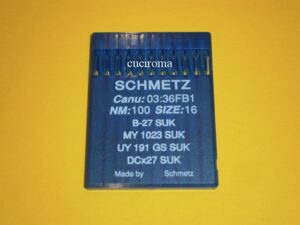 cuciroma
SCHMETZ
Canu: 03:36FB1
NM:100 SIZE:16
B-27 SUK
MY 1023 SUK
UY 191 GS SUK
DCx27 SUK
Made by Schmetz